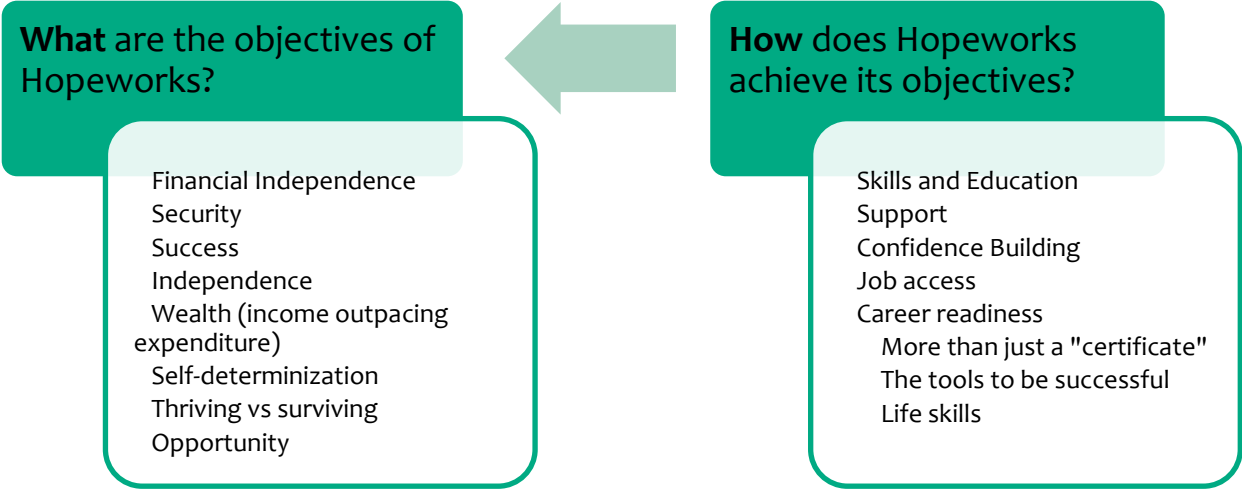 What are the objectives of
Hopeworks?
Financial Independence
Security
Success
Independence
Wealth (income outpacing
expenditure)
Self-determinization
Thriving vs surviving
Opportunity
How does Hopeworks
achieve its objectives?
Skills and Education
Support
Confidence Building
Job access
Career readiness
More than just a "certificate"
The tools to be successful
Life skills